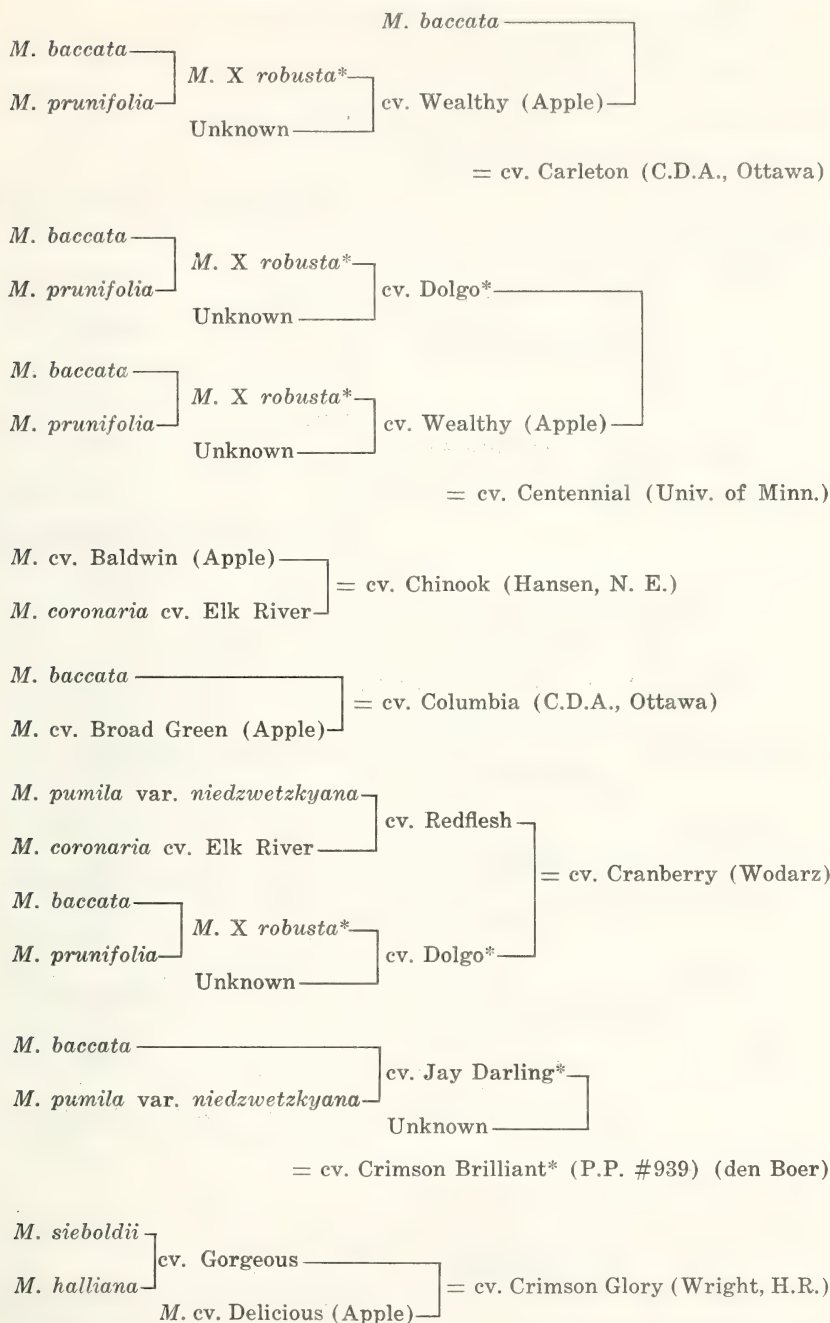 M. baccata
M. baccata
M. X robusta*
M. prunifolia
cv. Wealthy (Apple)
Unknown
= cv. Carleton (C.D.A., Ottawa)
M. baccata
M. X robusta*
M. prunifolia
cv. Dolgo*
Unknown
M. baccata
M. X robusta*
M. prunifolia
cv. Wealthy (Apple)
Unknown
= cv. Centennial (Univ. of Minn.)
M. cv. Baldwin (Apple)
= cv. Chinook (Hansen, N. E.)
M. coronaria cv. Elk River
M. baccata
= cv. Columbia (C.D.A., Ottawa)
M. cv. Broad Green (Apple)
M. pumila var. niedzwetzkyana
cv. Redflesh
M. coronaria cv. Elk River
= cv. Cranberry (Wodarz)
M. baccata
M. X robusta*
M. prunifolia
cv. Dolgo*
Unknown
M. baccata
cv. Jay Darling*
M. pumila var. niedzwetzkyana
Unknown
= cv. Crimson Brilliant* (P.P. #939) (den Boer)
M. sieboldii
cv. Gorgeous
M. halliana
= cv. Crimson Glory (Wright, H.R.)
M. cv. Delicious (Apple)